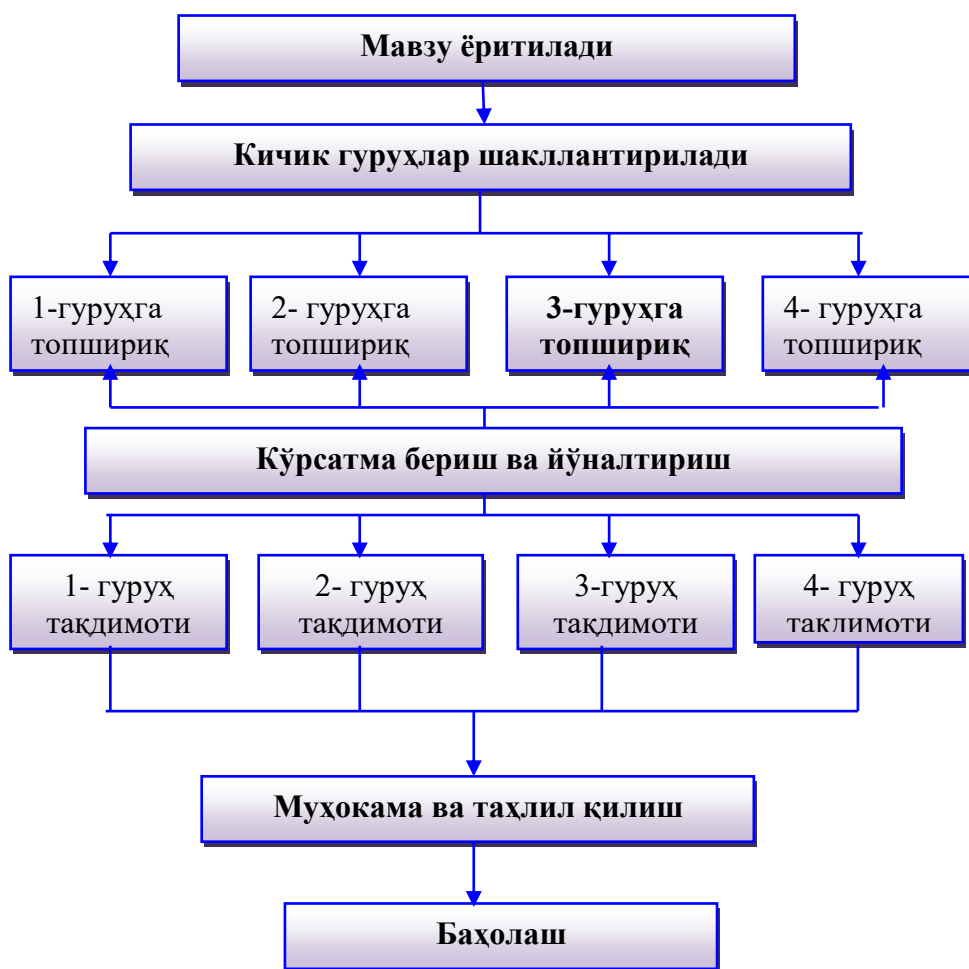 Мавзу ёритилади
Кичик гуруҳлар шакллантирилади
1-гуруҳга
топшириқ
2- гуруҳга
топшириқ
3-гуруҳга
топшириқ
4- гуруҳга
топшириқ
Кўрсатма бериш ва йўналтириш
1- гуруҳ
тақдимоти
2- гуруҳ
тақдимоти
3-гуруҳ
тақдимоти
4- гуруҳ
тақдимоти
Муҳокама ва таҳлил қилиш
Баҳолаш